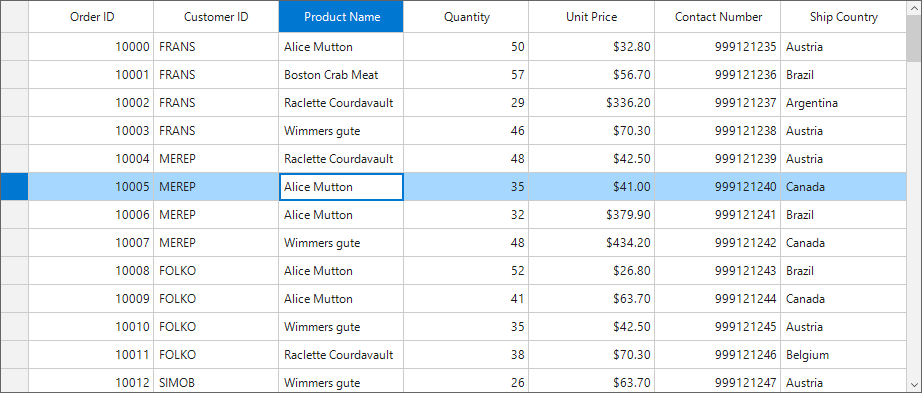 Order ID Customer ID Product Name Quantity Unit Price Contact Number Ship Country
10000 FRANS Alice Mutton 50 $32.80 999121235 Austria
10001 FRANS Boston Crab Meat 57 $56.70 999121236 Brazil
10002 FRANS Raclette Courdavault 29 $336.20 999121237 Argentina
10003 FRANS Wimmers gute 46 $70.30 999121238 Austria
10004 MEREP Raclette Courdavault 48 $42.50 999121239 Austria
10005 MEREP Alice Mutton 35 $41.00 999121240 Canada
10006 MEREP Alice Mutton 32 $379.90 999121241 Brazil
10007 MEREP Wimmers gute 48 $434.20 999121242 Canada
10008 FOLKO Alice Mutton 52 $26.80 999121243 Brazil
10009 FOLKO Alice Mutton 41 $63.70 999121244 Canada
10010 FOLKO Wimmers gute 35 $42.50 999121245 Austria
10011 FOLKO Raclette Courdavault 38 $70.30 999121246 Belgium
10012 SIMOB Wimmers gute 26 $63.70 999121247 Austria